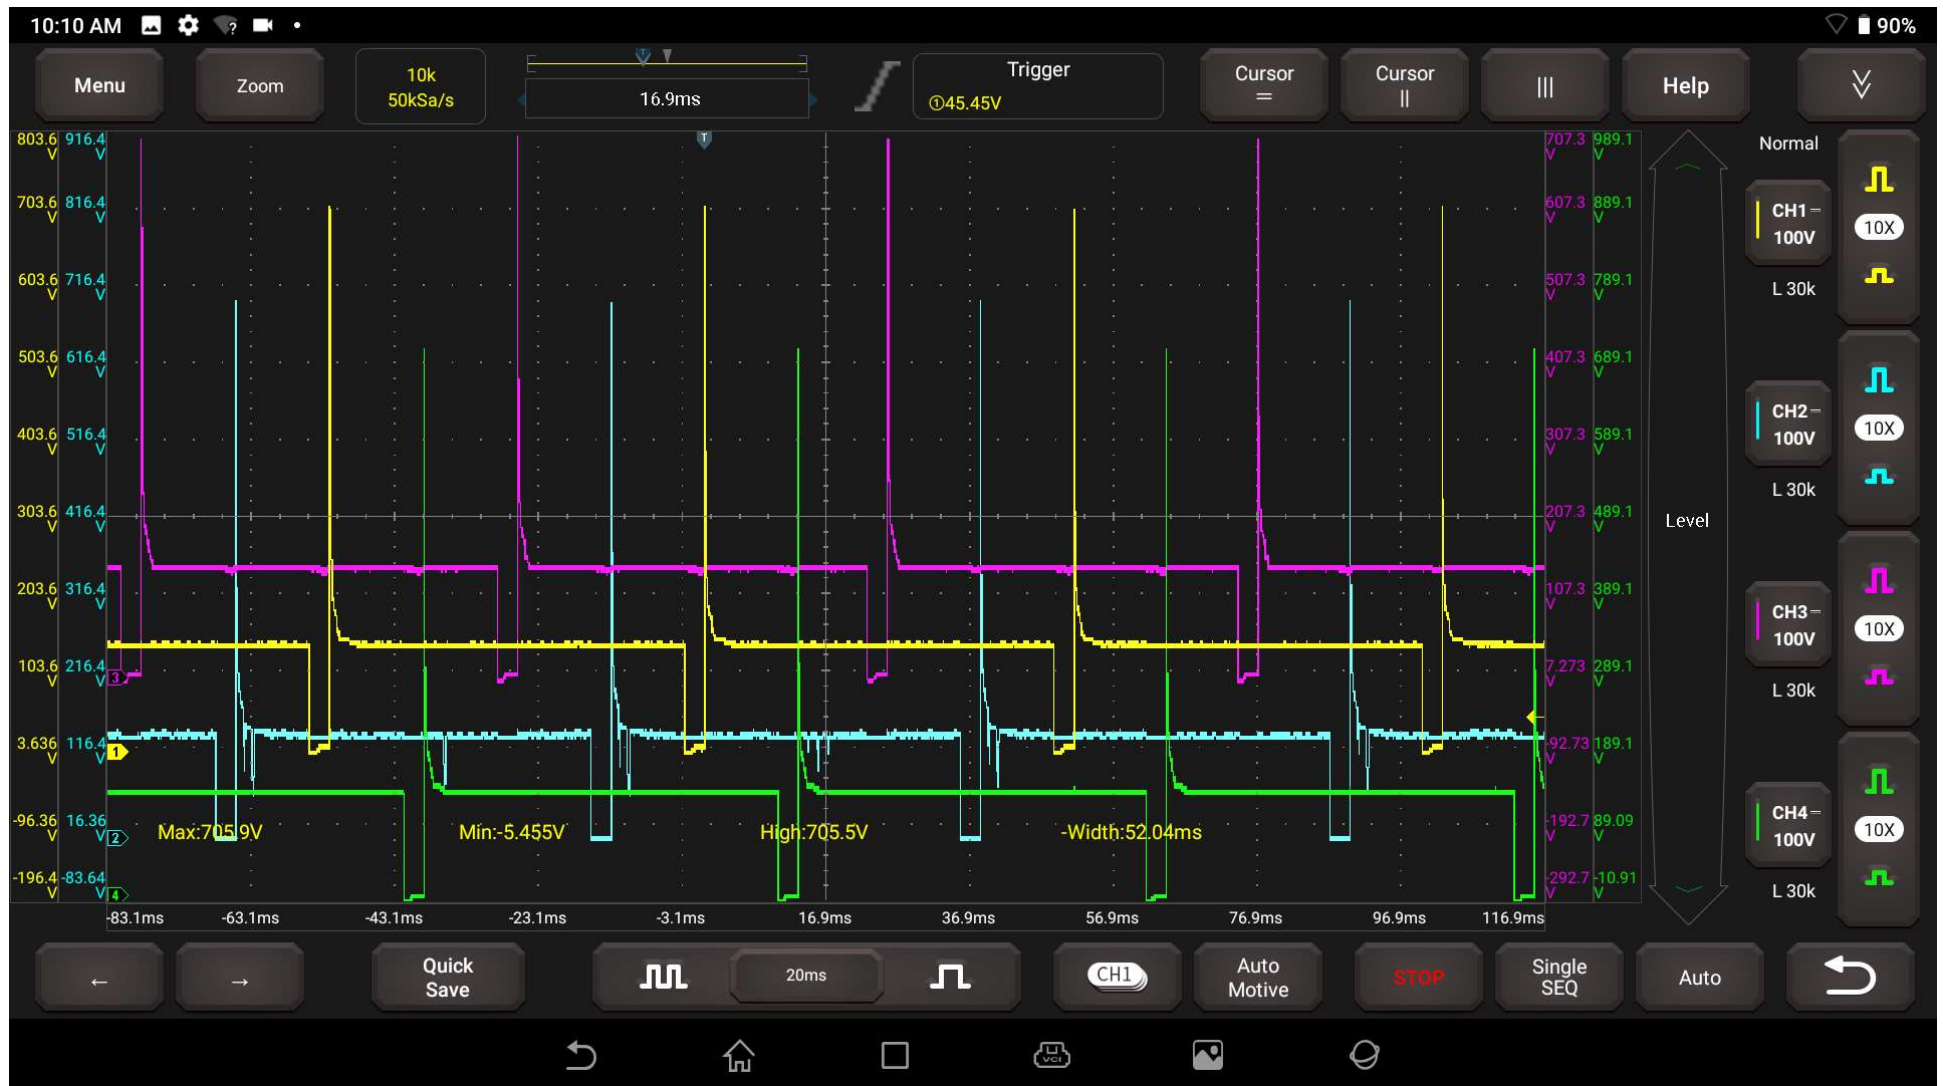 10:10 AM
90%
Menu
Zoom
10k
50kSa/s
16.9ms
Trigger
①45.45V
Cursor
=
Cursor
||
|||
Help
T
Normal
803.6 V
916.4 V
703.6 V
816.4 V
603.6 V
716.4 V
503.6 V
616.4 V
403.6 V
516.4 V
303.6 V
416.4 V
203.6 V
316.4 V
103.6 V
216.4 V
3.636 V
116.4 V
-96.36 V
16.36 V
-196.4 V
-83.64 V
3
1
2
4
Max:705.9V
Min:-5.455V
High:705.5V
-Width:52.04ms
707.3 V
989.1 V
607.3 V
889.1 V
507.3 V
789.1 V
407.3 V
689.1 V
307.3 V
589.1 V
207.3 V
489.1 V
107.3 V
389.1 V
7.273 V
289.1 V
-92.73 V
189.1 V
-192.7 V
89.09 V
-292.7 V
-10.91 V
Level
CH1
100V
10X
L 30k
CH2
100V
10X
L 30k
CH3
100V
10X
L 30k
CH4
100V
10X
L 30k
-83.1ms
-63.1ms
-43.1ms
-23.1ms
-3.1ms
16.9ms
36.9ms
56.9ms
76.9ms
96.9ms
116.9ms
←
→
Quick
Save
20ms
CH1
Auto
Motive
STOP
Single
SEQ
Auto
VCI